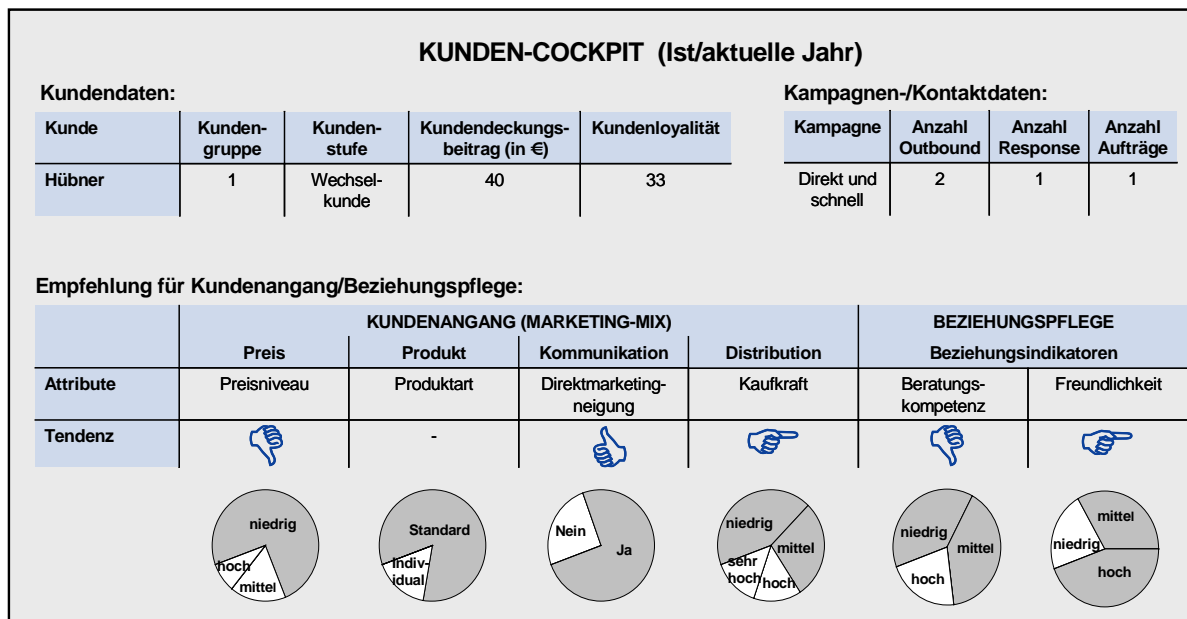 KUNDEN-COCKPIT (Ist/aktuelle Jahr)
Kundendaten:
Kunde
Kunden-
gruppe
Kunden-
stufe
Kundendeckungs-
beitrag (in €)
Kundenloyalität
Hübner
1
Wechsel-
kunde
40
33
Kampagnen-/Kontaktdaten:
Kampagne
Anzahl
Outbound
Anzahl
Response
Anzahl
Aufträge
Direkt und
schnell
2
1
1
Empfehlung für Kundenangang/Beziehungspflege:
KUNDENANGANG (MARKETING-MIX)
BEZIEHUNGSPFLEGE
Preis
Produkt
Kommunikation
Distribution
Beziehungsindikatoren
Attribute
Preisniveau
Produktart
Direktmarketing-
neigung
Kaufkraft
Beratungs-
kompetenz
Freundlichkeit
Tendenz
-
niedrig
hoch
mittel
Standard
Indiv-
idual
Nein
Ja
niedrig
mittel
sehr
hoch
hoch
niedrig
mittel
hoch
mittel
niedrig
hoch